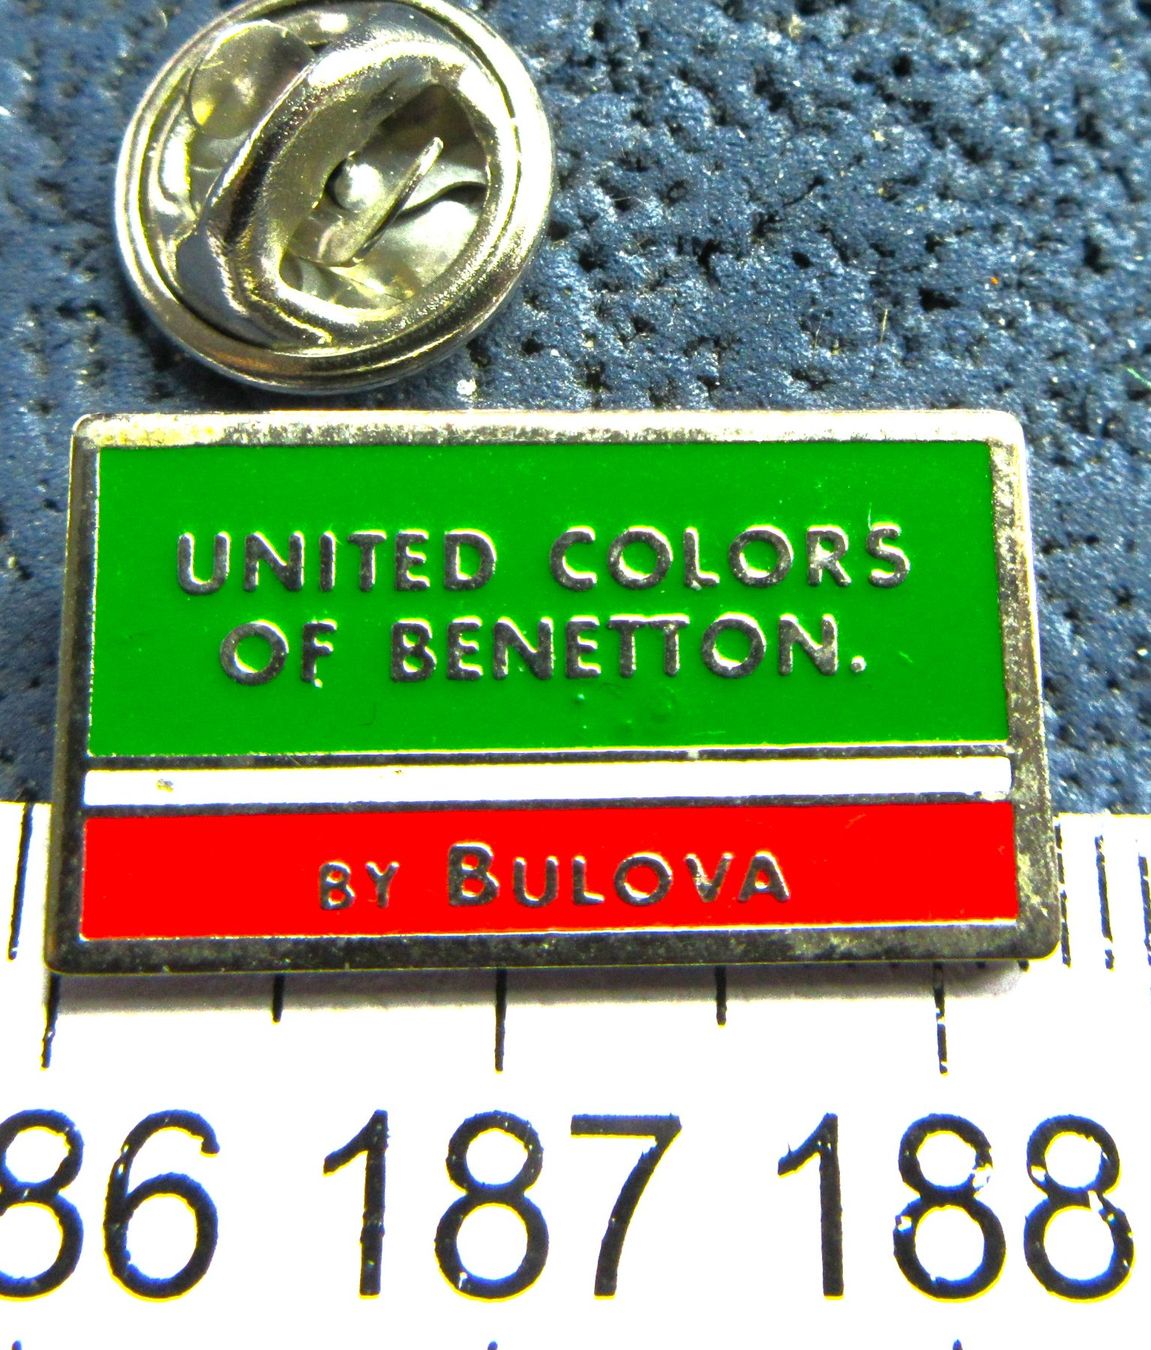 UNITED COLORS
OF BENETTON.
BY BULOVA
86 187 188